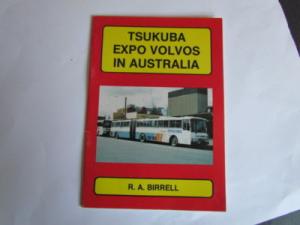 TSUKUBA
EXPO VOLVOS
IN AUSTRALIA
R. A. BIRRELL